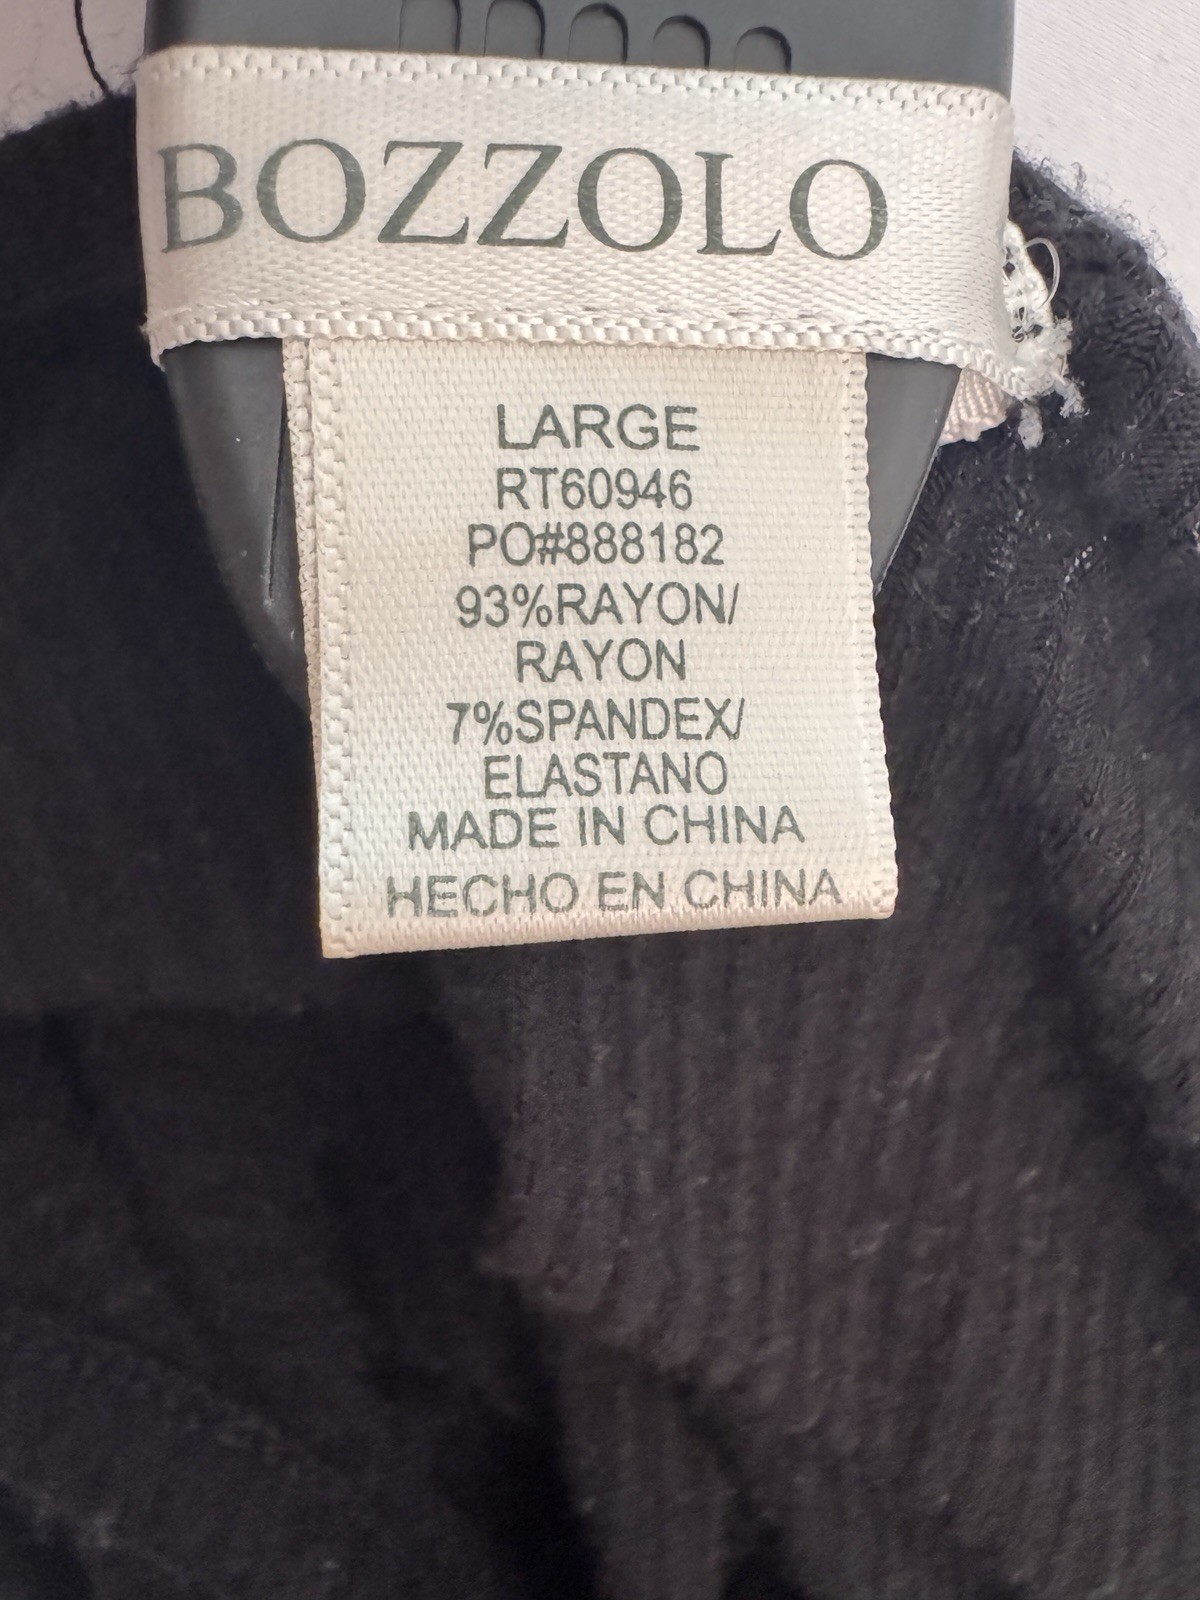 BOZZOLO
LARGE
RT60946
PO#888182
93%RAYON/
RAYON
7%SPANDEX/
ELASTANO
MADE IN CHINA
HECHO EN CHINA